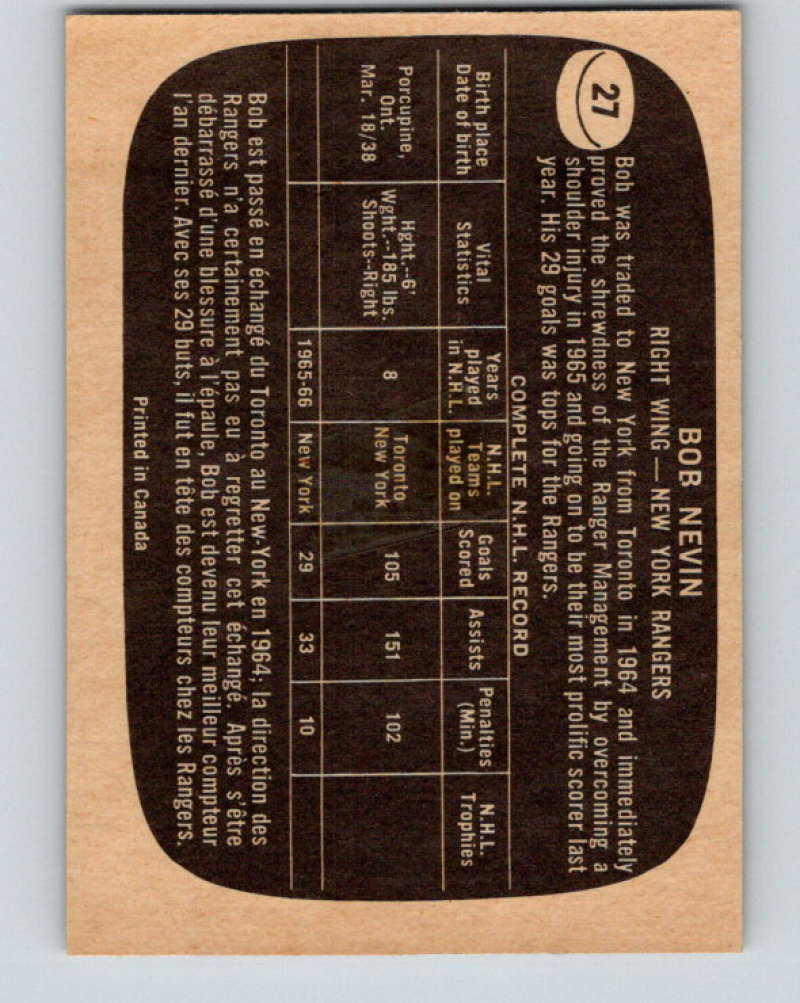 27
BOB NEVIN
RIGHT WING — NEW YORK RANGERS
Bob was traded to New York from Toronto in 1964 and immediately
proved the shrewdness of the Ranger Management by overcoming a
shoulder injury in 1965 and going on to be their most prolific scorer last
year. His 29 goals was tops for the Rangers.
COMPLETE N.H.L. RECORD
Birth place Vital Years N.H.L. Goals Assists Penalties N.H.L.
Date of birth Statistics played Teams Scored (Min.) Trophies
in N.H.L. played on
Porcupine, Hght.--6' 8 Toronto 105 151 102
Ont. Wght.--185 lbs. New York
Mar. 18/38 Shoots--Right
1965-66 New York 29 33 10
Bob est passé en échangé du Toronto au New-York en 1964; la direction des
Rangers n'a certainement pas eu à regretter cet échangé. Après s'être
débarrassé d'une blessure à l'épaule, Bob est devenu leur meilleur compteur
l'an dernier. Avec ses 29 buts, il fut en tête des compteurs chez les Rangers.
Printed in Canada